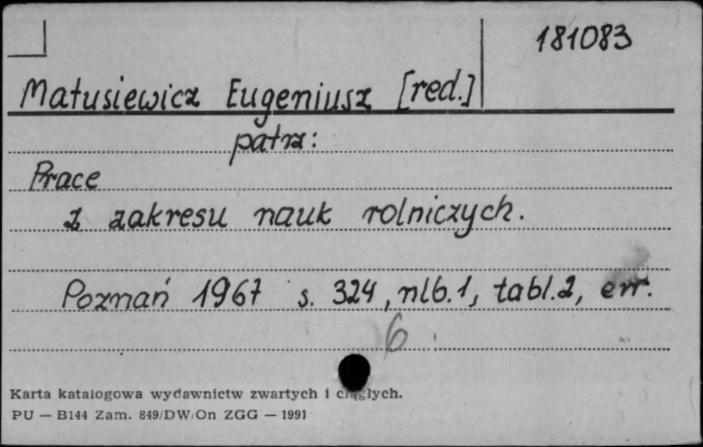 181083
Matusiewicz Eugeniusz [red.]
patrz:
Prace
z zakresu nauk rolniczych.
Poznań 1967 s. 324, nlb.1, tabl.2, err.
6
Karta katalogowa wydawnictw zwartych i ciągłych.
PU — B144 Zam. 849/DW/On ZGG — 1991